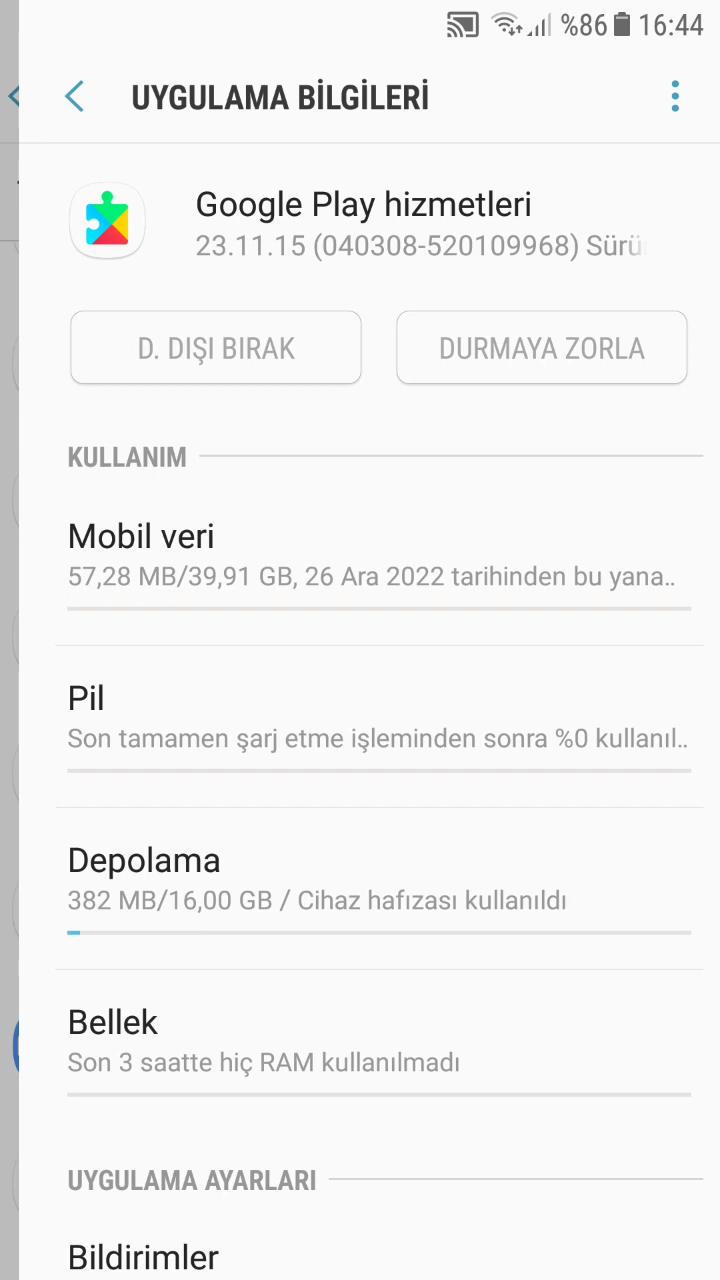 %86 16:44
UYGULAMA BİLGİLERİ
Google Play hizmetleri
23.11.15 (040308-520109968) Sürü
D. DIŞI BIRAK
DURMAYA ZORLA
KULLANIM
Mobil veri
57,28 MB/39,91 GB, 26 Ara 2022 tarihinden bu yana..
Pil
Son tamamen şarj etme işleminden sonra %0 kullanıl..
Depolama
382 MB/16,00 GB / Cihaz hafızası kullanıldı
Bellek
Son 3 saatte hiç RAM kullanılmadı
UYGULAMA AYARLARI
Bildirimler